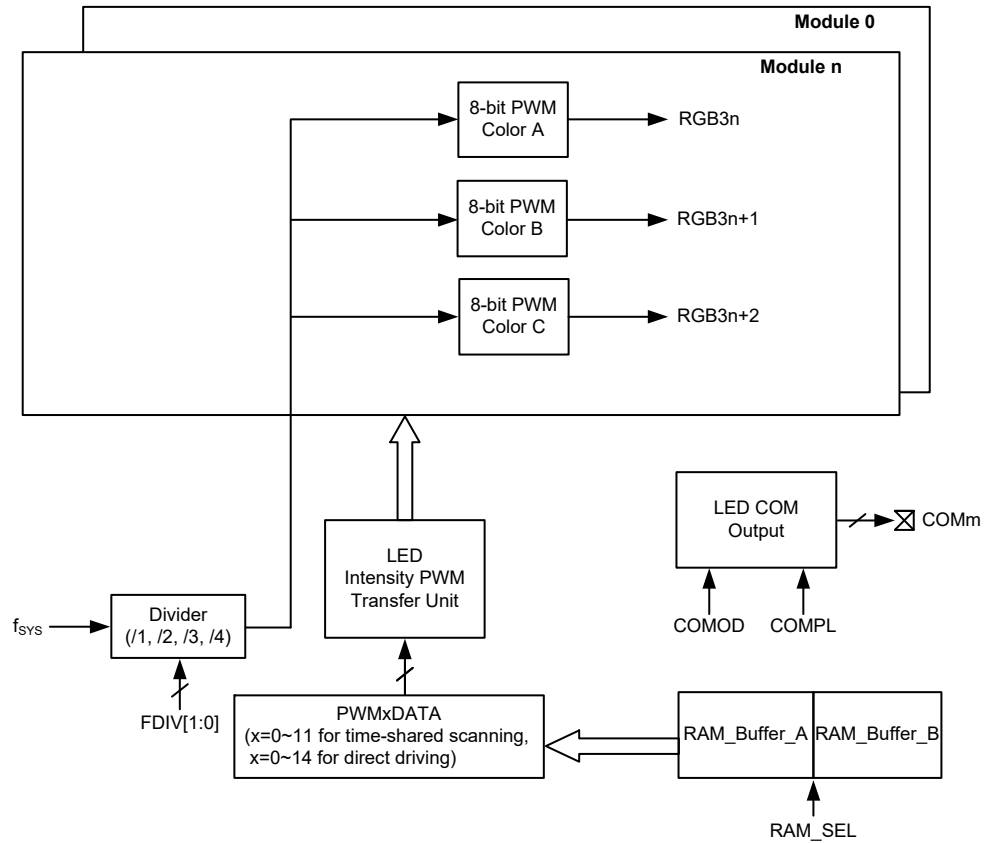 Module 0
Module n
8-bit PWM
Color A
RGB3n
8-bit PWM
Color B
RGB3n+1
8-bit PWM
Color C
RGB3n+2
LED COM
Output
COMm
COMOD
COMPL
LED
Intensity PWM
Transfer Unit
fSYS
Divider
(/1, /2, /3, /4)
FDIV[1:0]
PWMxDATA
(x=0~11 for time-shared scanning,
x=0~14 for direct driving)
RAM_Buffer_A
RAM_Buffer_B
RAM_SEL